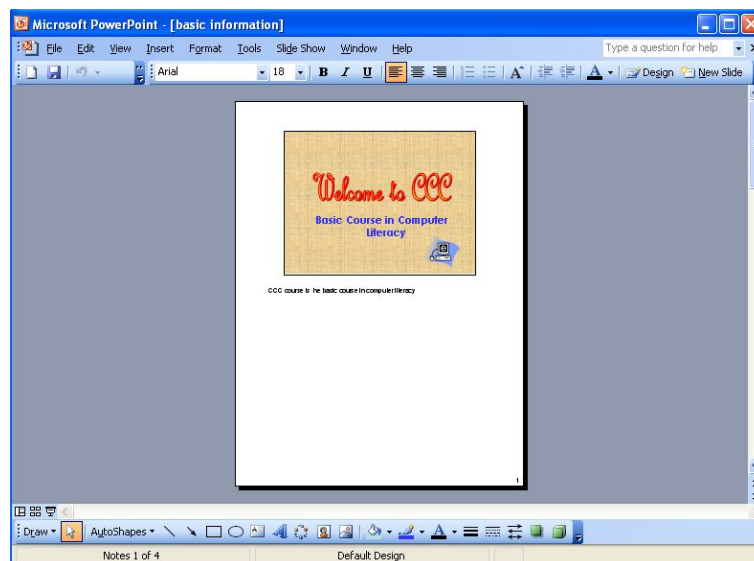 Microsoft PowerPoint - [basic information]
File Edit View Insert Format Tools Slide Show Window Help Type a question for help
Arial 18 B I U A A Design New Slide
Welcome to CCC
Basic Course in Computer
Literacy
CCC course is he basic course in computer literacy
1
Draw AutoShapes A A
Notes 1 of 4 Default Design